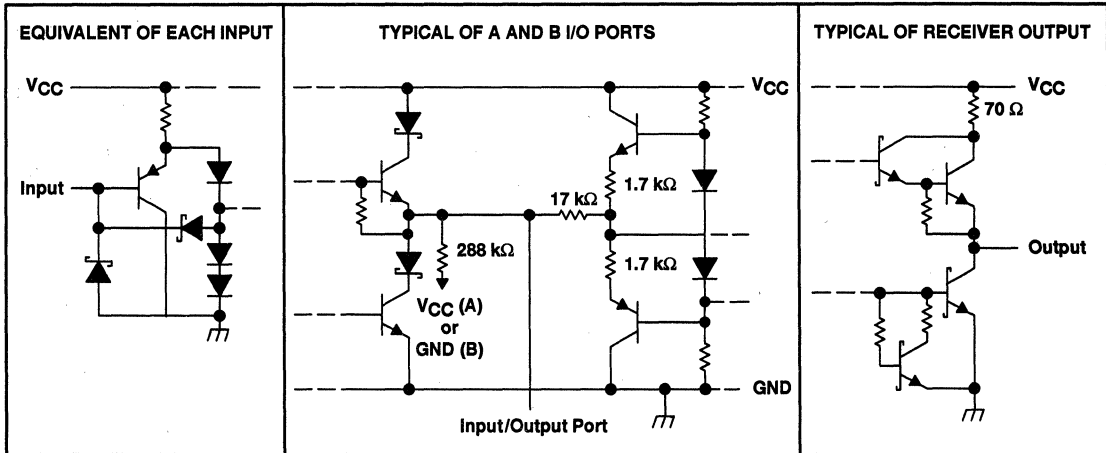 EQUIVALENT OF EACH INPUT
VCC
Input
TYPICAL OF A AND B I/O PORTS
VCC
1.7 kΩ
17 kΩ
288 kΩ
1.7 kΩ
VCC (A)
or
GND (B)
GND
Input/Output Port
TYPICAL OF RECEIVER OUTPUT
VCC
70 Ω
Output